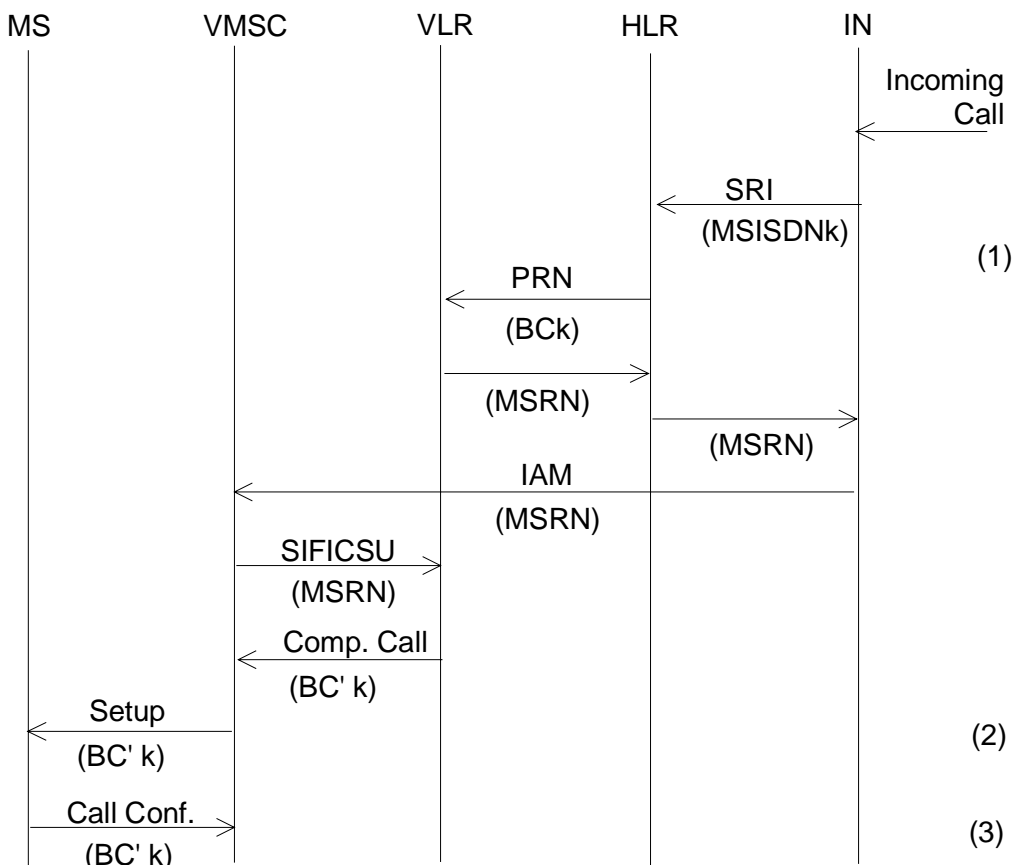 MS VMSC VLR HLR IN
Incoming
Call
SRI
(MSISDNk)
(1)
PRN
(BCk)
(MSRN)
(MSRN)
IAM
(MSRN)
SIFICSU
(MSRN)
Comp. Call
(BC' k)
Setup
(2)
(BC' k)
Call Conf.
(3)
(BC' k)